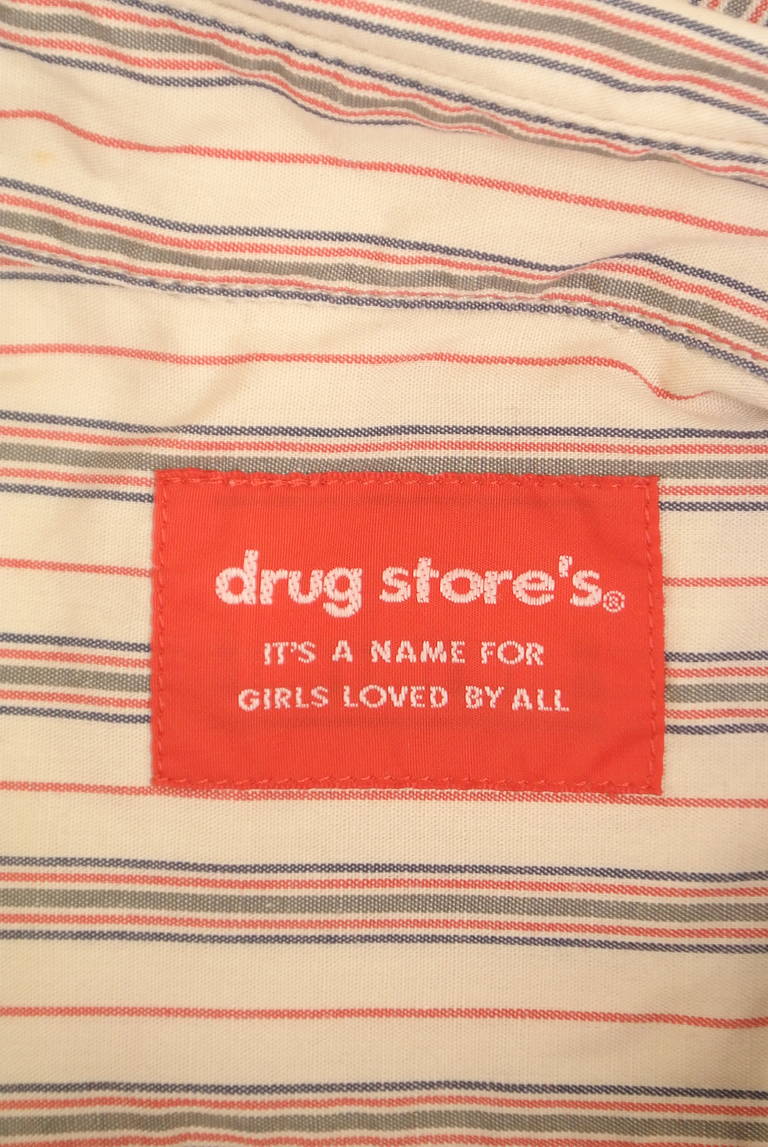 drug store's®
IT'S A NAME FOR
GIRLS LOVED BY ALL